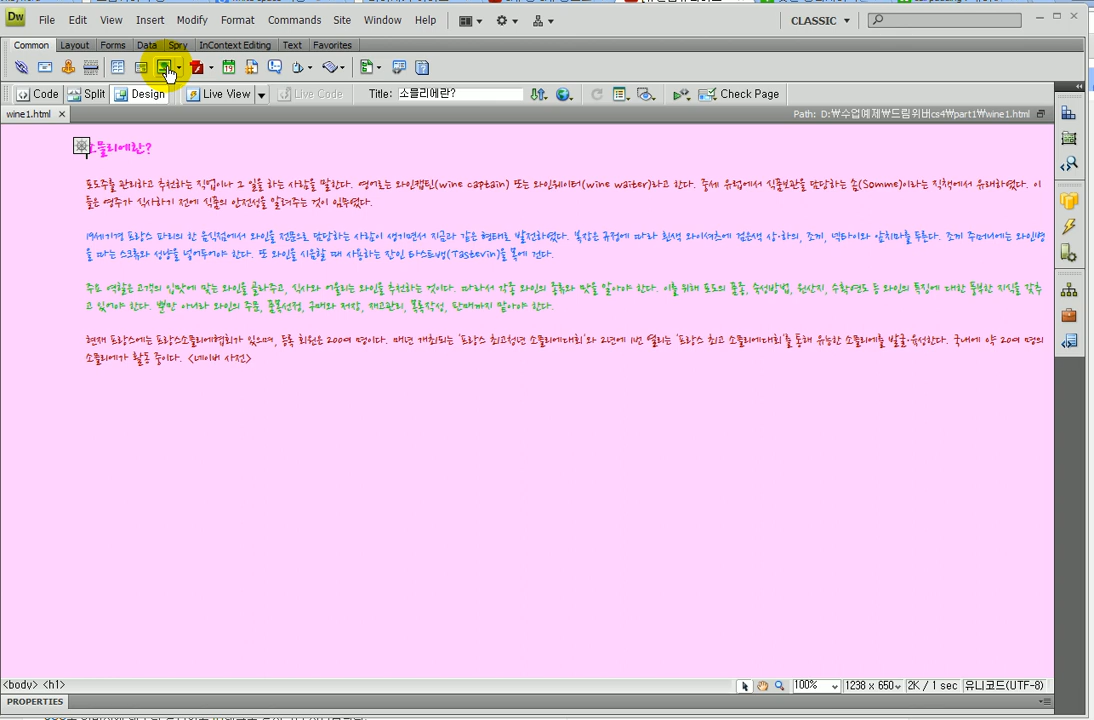 Dw File Edit View Insert Modify Format Commands Site Window Help CLASSIC
Common Layout Forms Data Spry InContext Editing Text Favorites
Code Split Design Live View Live Code Title: 소믈리에란? Check Page
wine1.html Path: D:₩수업예제₩드림위버cs4₩part1₩wine1.html
소믈리에란?
포도주를 관리하고 추천하는 직업이나 그 일을 하는 사람을 말한다. 영어로는 와인캡틴(wine captain) 또는 와인웨이터(wine waiter)라고 한다. 중세 유럽에서 식품보관을 담당하는 솜(Somme)이라는 직책에서 유래하였다. 이
들은 영주가 식사하기 전에 식품의 안전성을 알려주는 것이 임무였다.
19세기경 프랑스 파리의 한 음식점에서 와인을 전문으로 담당하는 사람이 생기면서 지금과 같은 형태로 발전하였다. 복장은 규정에 따라 흰색 와이셔츠에 검은색 상·하의, 조끼, 넥타이와 앞치마를 두른다. 조끼 주머니에는 와인병
을 따는 스크류와 성냥을 넣어두어야 한다. 또 와인을 시음할 때 사용하는 잔인 타스트뱅(Tastevin)을 목에 건다.
주요 역할은 고객의 입맛에 맞는 와인을 골라주고, 식사와 어울리는 와인을 추천하는 것이다. 따라서 각종 와인의 종류와 맛을 알아야 한다. 이를 위해 포도의 품종, 숙성방법, 원산지, 수확연도 등 와인의 특징에 대한 풍부한 지식을 갖추
고 있어야 한다. 뿐만 아니라 와인의 주문, 품목선정, 구매와 저장, 재고관리, 목록작성, 판매까지 맡아야 한다.
현재 프랑스에는 프랑스소믈리에협회가 있으며, 등록 회원은 200여 명이다. 매년 개최되는 '프랑스 최고청년 소믈리에대회'와 2년에 1번 열리는 '프랑스 최고 소믈리에대회'를 통해 유능한 소믈리에를 발굴·육성한다. 국내에 약 20여 명의
소믈리에가 활동 중이다. <네이버 사전>
<body> <h1> 100% 1238 x 650 2K / 1 sec 유니코드(UTF-8)
PROPERTIES